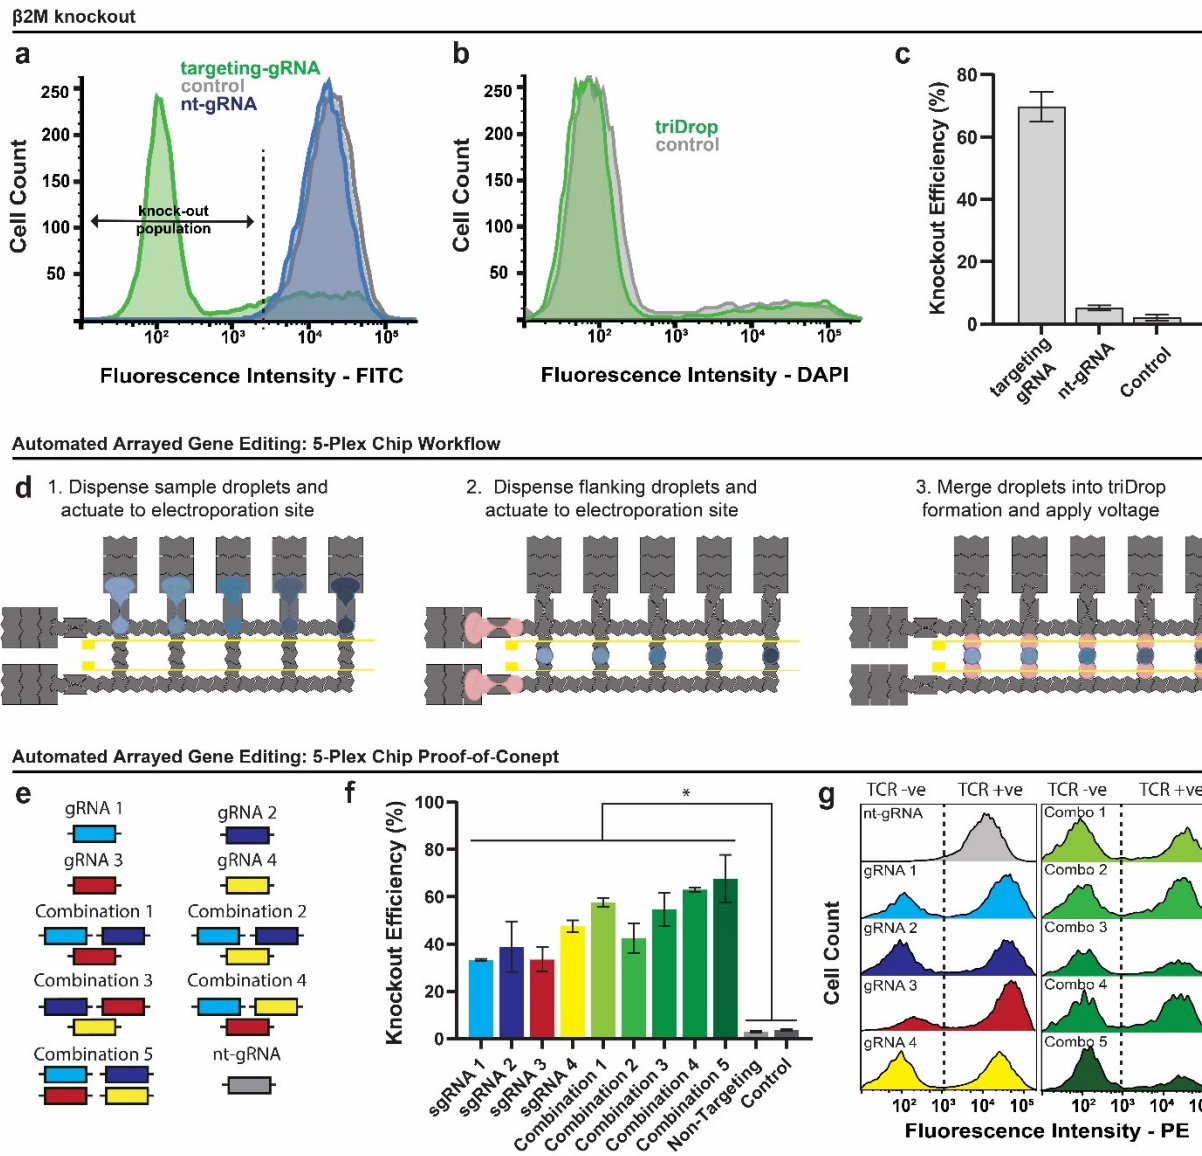 β2M knockout
a
targeting-gRNA
control
nt-gRNA
250
200
150
100
50
knock-out
population
Cell Count
10²
10³
10⁴
10⁵
Fluorescence Intensity - FITC
b
triDrop
control
250
200
150
100
50
Cell Count
10²
10³
10⁴
10⁵
Fluorescence Intensity - DAPI
c
80
60
40
20
0
Knockout Efficiency (%)
targeting
gRNA
nt-gRNA
Control
Automated Arrayed Gene Editing: 5-Plex Chip Workflow
d
1. Dispense sample droplets and
actuate to electroporation site
2. Dispense flanking droplets and
actuate to electroporation site
3. Merge droplets into triDrop
formation and apply voltage
Automated Arrayed Gene Editing: 5-Plex Chip Proof-of-Conept
e
gRNA 1
gRNA 2
gRNA 3
gRNA 4
Combination 1
Combination 2
Combination 3
Combination 4
Combination 5
nt-gRNA
f
100
80
60
40
20
0
Knockout Efficiency (%)
*
sgRNA 1
sgRNA 2
sgRNA 3
sgRNA 4
Combination 1
Combination 2
Combination 3
Combination 4
Combination 5
Non-Targeting
Control
g
TCR -ve
TCR +ve
TCR -ve
TCR +ve
nt-gRNA
gRNA 1
gRNA 2
gRNA 3
gRNA 4
Combo 1
Combo 2
Combo 3
Combo 4
Combo 5
Cell Count
10²
10³
10⁴
10⁵
10²
10³
10⁴
Fluorescence Intensity - PE